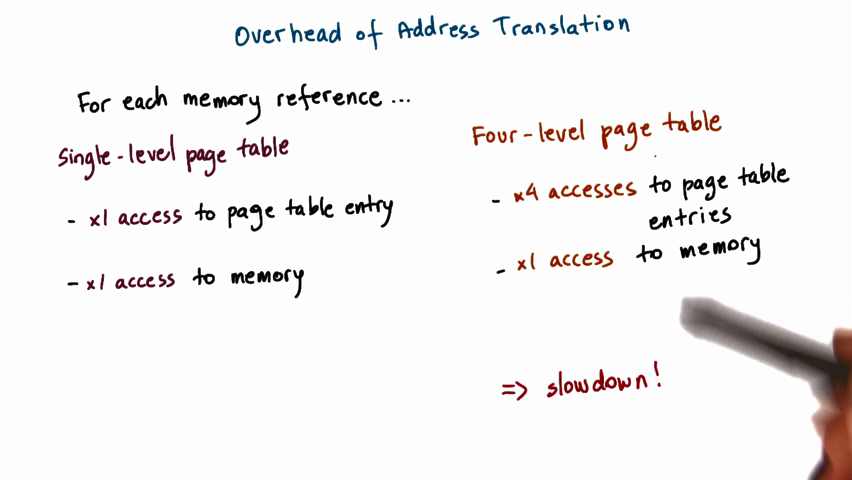 Overhead of Address Translation
For each memory reference ...
Single-level page table
- x1 access to page table entry
- x1 access to memory
Four-level page table
- x4 accesses to page table
entries
- x1 access to memory
=> slowdown!